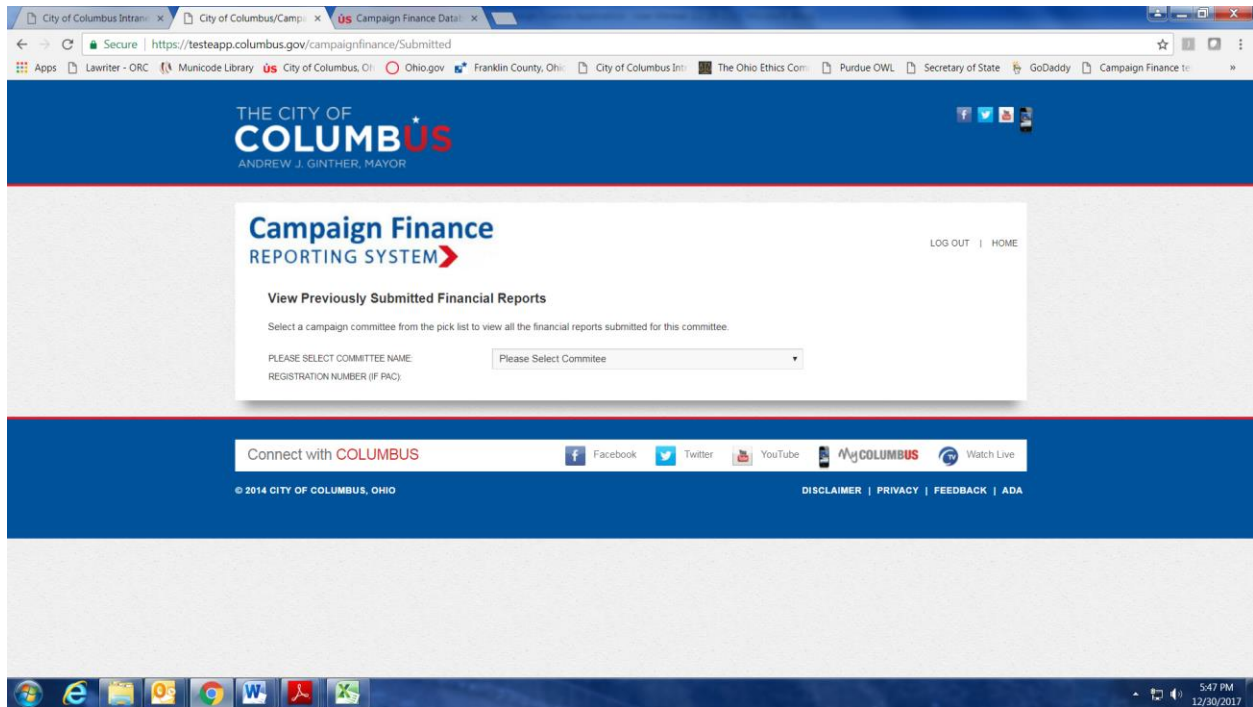 City of Columbus Intrane
City of Columbus/Campa
us Campaign Finance Datab
Secure | https://testeapp.columbus.gov/campaignfinance/Submitted
Apps Lawriter - ORC Municode Library us City of Columbus, Oh Ohio.gov Franklin County, Ohio City of Columbus Int The Ohio Ethics Com Purdue OWL Secretary of State GoDaddy Campaign Finance te »
THE CITY OF
COLUMBUS
ANDREW J. GINTHER, MAYOR
Campaign Finance
REPORTING SYSTEM
LOG OUT | HOME
View Previously Submitted Financial Reports
Select a campaign committee from the pick list to view all the financial reports submitted for this committee.
PLEASE SELECT COMMITTEE NAME: Please Select Commitee
REGISTRATION NUMBER (IF PAC):
Connect with COLUMBUS Facebook Twitter YouTube MyCOLUMBUS Watch Live
© 2014 CITY OF COLUMBUS, OHIO DISCLAIMER | PRIVACY | FEEDBACK | ADA
5:47 PM
12/30/2017